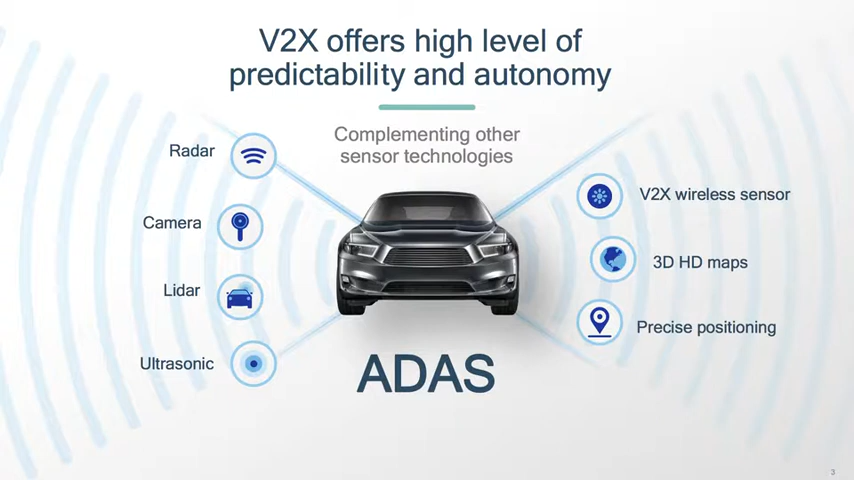 V2X offers high level of
predictability and autonomy
Complementing other
sensor technologies
Radar
Camera
Lidar
Ultrasonic
V2X wireless sensor
3D HD maps
Precise positioning
ADAS
3